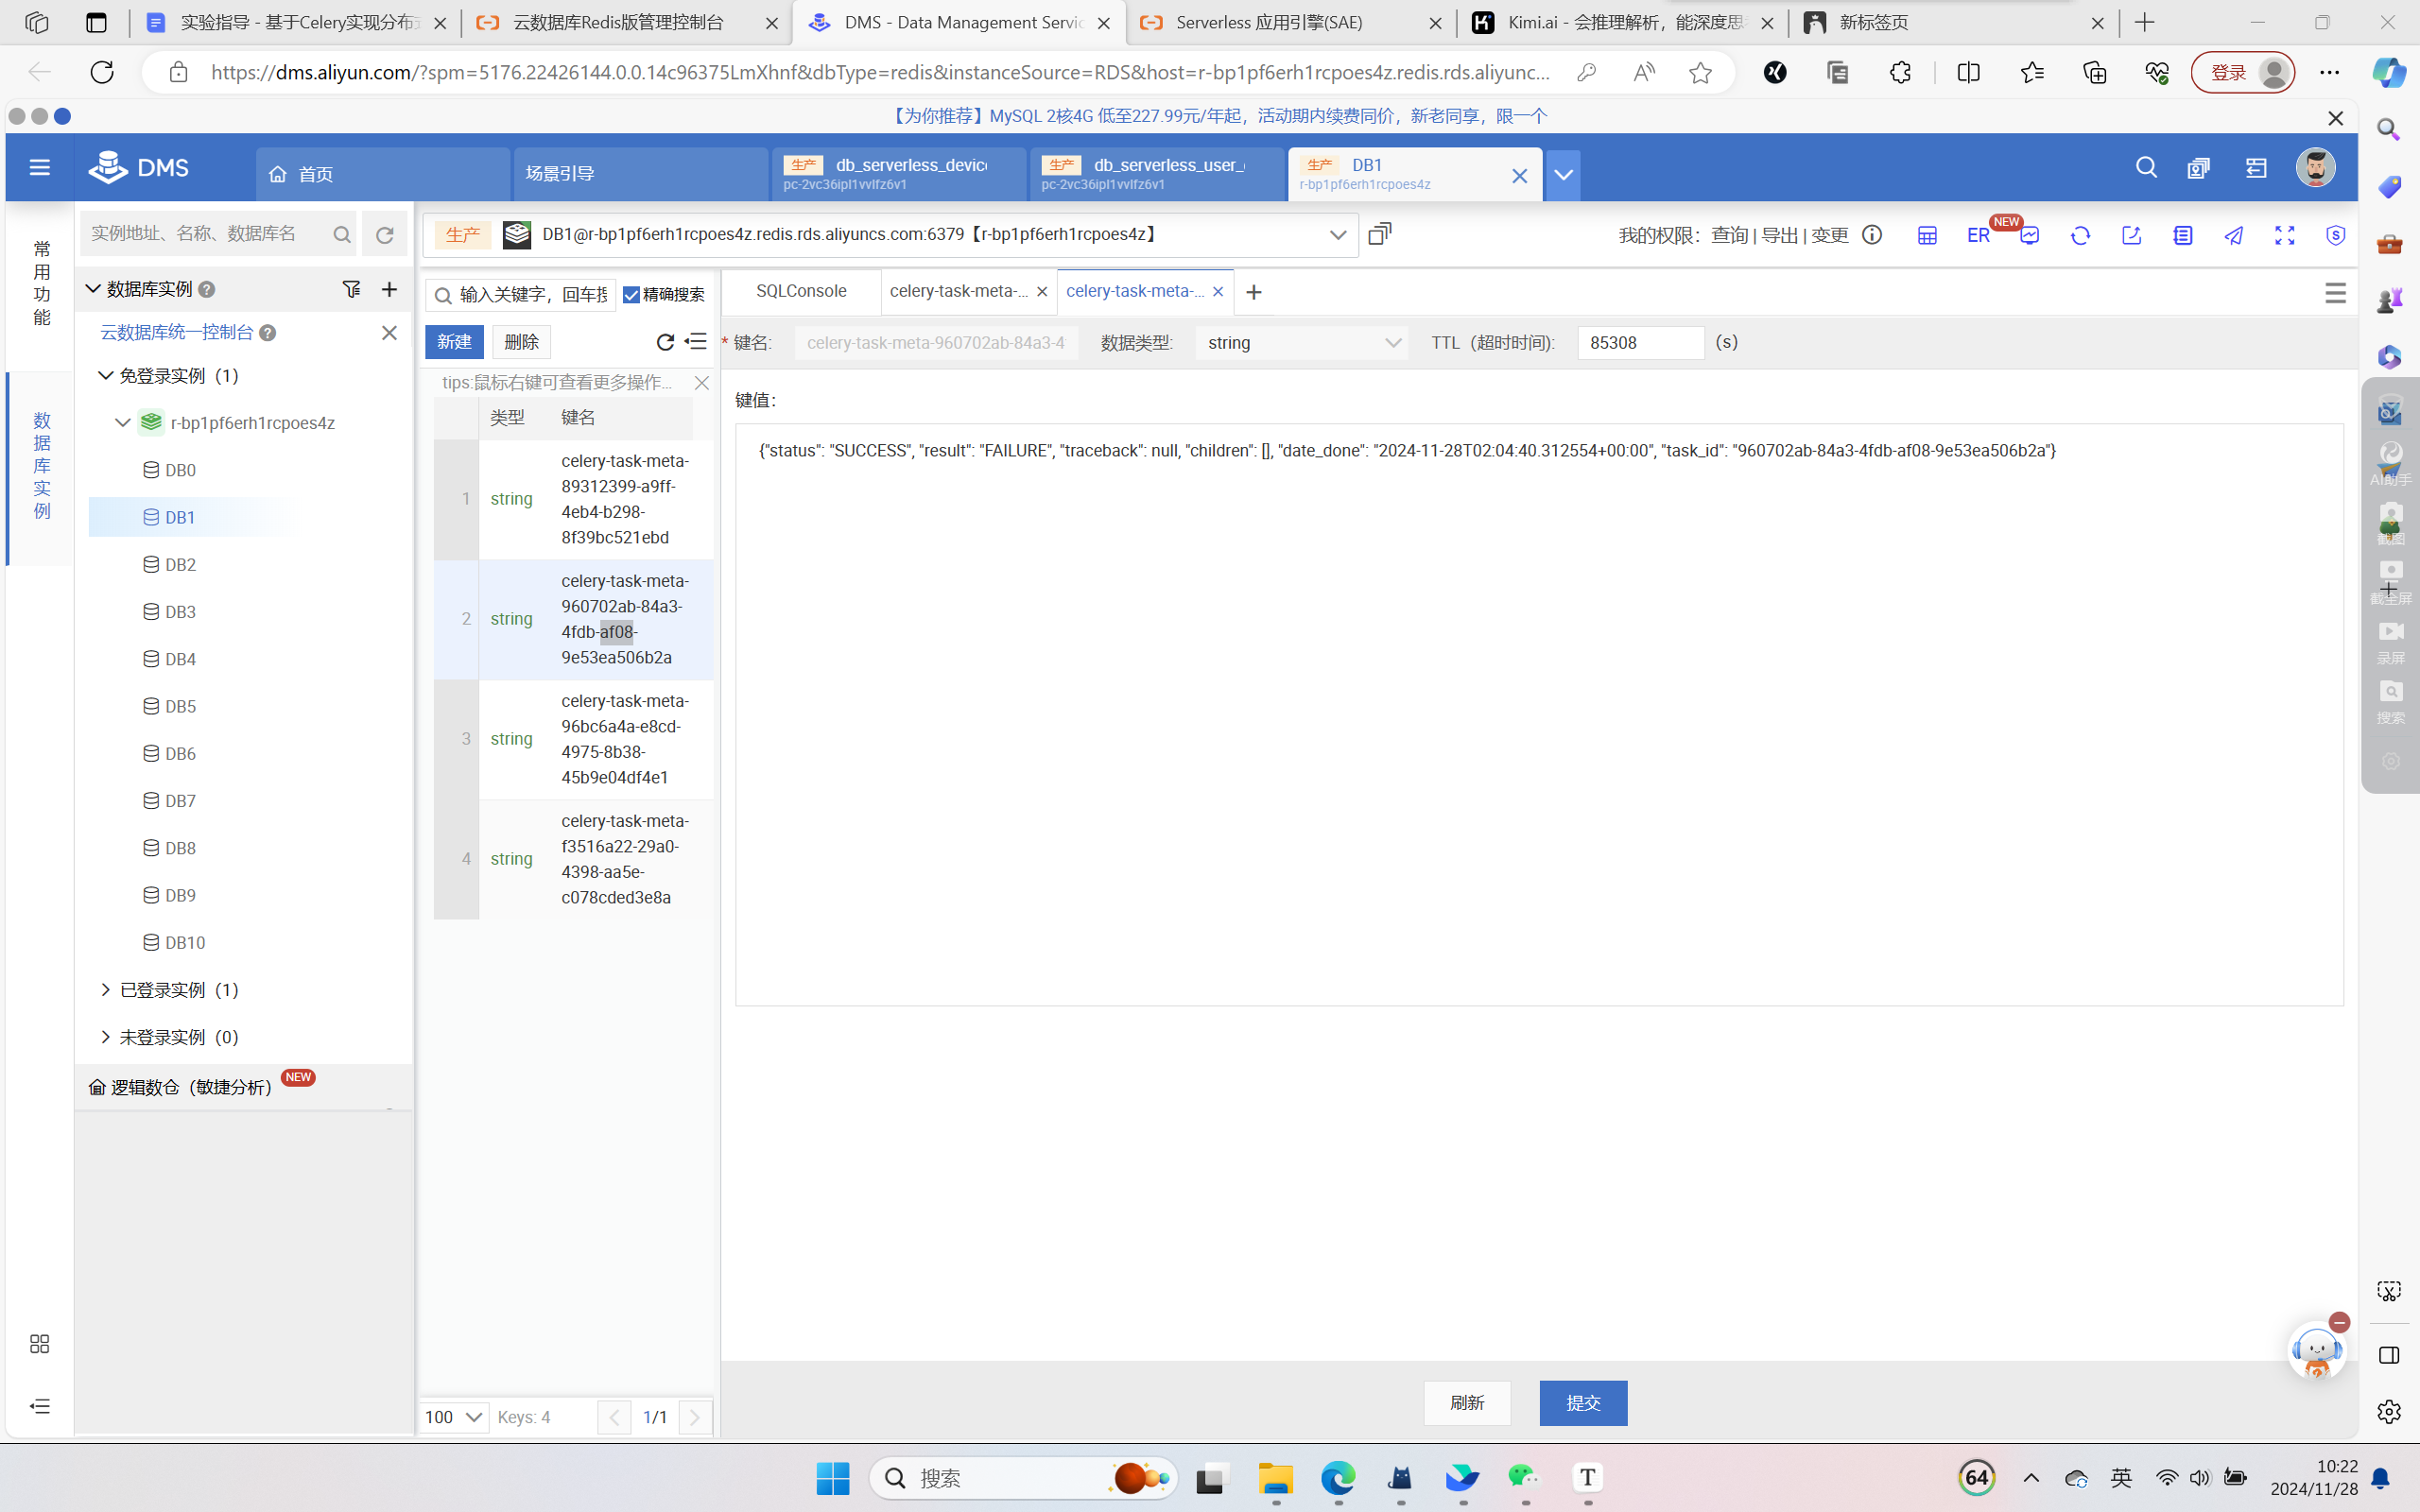 实验指导 - 基于Celery实现分布式
云数据库Redis版管理控制台
DMS - Data Management Servic
Serverless 应用引擎(SAE)
Kimi.ai - 会推理解析，能深度思
新标签页
https://dms.aliyun.com/?spm=5176.22426144.0.0.14c96375LmXhnf&dbType=redis&instanceSource=RDS&host=r-bp1pf6erh1rcpoes4z.redis.rds.aliyunc...
登录
【为你推荐】MySQL 2核4G 低至227.99元/年起，活动期内续费同价，新老同享，限一个
DMS
首页
场景引导
生产 db_serverless_device
pc-2vc36ipl1vvlfz6v1
生产 db_serverless_user_
pc-2vc36ipl1vvlfz6v1
生产 DB1
r-bp1pf6erh1rcpoes4z
常用功能
数据库实例
实例地址、名称、数据库名
数据库实例
云数据库统一控制台
免登录实例（1）
r-bp1pf6erh1rcpoes4z
DB0
DB1
DB2
DB3
DB4
DB5
DB6
DB7
DB8
DB9
DB10
已登录实例（1）
未登录实例（0）
逻辑数仓（敏捷分析） NEW
生产 DB1@r-bp1pf6erh1rcpoes4z.redis.rds.aliyuncs.com:6379【r-bp1pf6erh1rcpoes4z】
我的权限：查询 | 导出 | 变更
ER
NEW
输入关键字，回车搜
精确搜索
新建
删除
tips:鼠标右键可查看更多操作...
类型 键名
1 string
celery-task-meta-
89312399-a9ff-
4eb4-b298-
8f39bc521ebd
2 string
celery-task-meta-
960702ab-84a3-
4fdb-af08-
9e53ea506b2a
3 string
celery-task-meta-
96bc6a4a-e8cd-
4975-8b38-
45b9e04df4e1
4 string
celery-task-meta-
f3516a22-29a0-
4398-aa5e-
c078cded3e8a
100
Keys: 4
1/1
SQLConsole
celery-task-meta-...
celery-task-meta-...
* 键名:
celery-task-meta-960702ab-84a3-4
数据类型:
string
TTL（超时时间):
85308
(s)
键值：
{"status": "SUCCESS", "result": "FAILURE", "traceback": null, "children": [], "date_done": "2024-11-28T02:04:40.312554+00:00", "task_id": "960702ab-84a3-4fdb-af08-9e53ea506b2a"}
刷新
提交
AI助手
截图
截全屏
录屏
搜索
搜索
T
64
英
10:22
2024/11/28